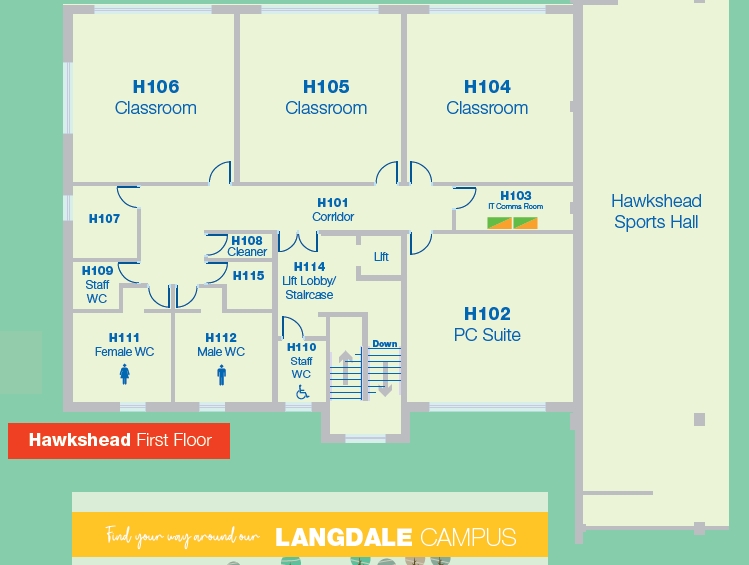 H106
Classroom
H105
Classroom
H104
Classroom
H101
Corridor
H103
IT Comms Room
Hawkshead
Sports Hall
H107
H108
Cleaner
H109
Staff
WC
H115
H114
Lift Lobby/
Staircase
Lift
H102
PC Suite
H111
Female WC
H112
Male WC
H110
Staff
WC
Down
Hawkshead First Floor
Find your way around our LANGDALE CAMPUS